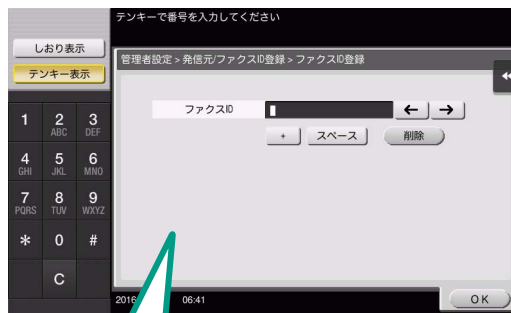 テンキーで番号を入力してください
しおり表示
テンキー表示
管理者設定 > 発信元/ファクスID登録 > ファクスID登録
ファクスID
← →
+ スペース 削除
1 2 ABC 3 DEF
4 GHI 5 JKL 6 MNO
7 PQRS 8 TUV 9 WXYZ
* 0 #
C
2016 06:41
OK